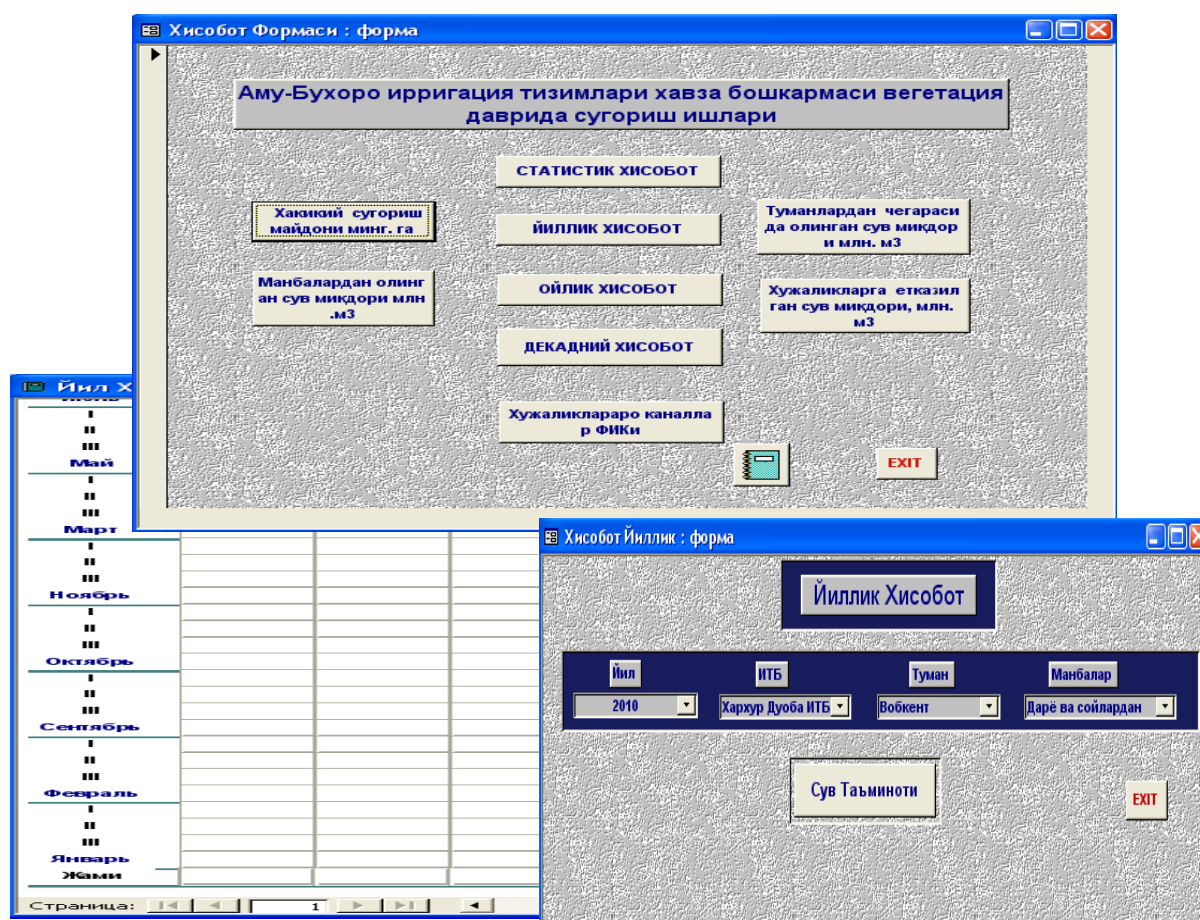 Хисобот Формаси : форма
Аму-Бухоро ирригация тизимлари хавза бошкармаси вегетация
даврида сугориш ишлари
СТАТИСТИК ХИСОБОТ
Хакикий сугориш
майдони минг. га
ЙИЛЛИК ХИСОБОТ
Туманлардан чегараси
да олинган сув миқдор
и млн. м3
Манбалардан олинг
ан сув миқдори млн
.м3
ОЙЛИК ХИСОБОТ
Хужаликларга етказил
ган сув миқдори, млн.
м3
ДЕКАДНИЙ ХИСОБОТ
Хужаликлараро каналла
р ФИКи
EXIT
Йил Х
I
II
III
Май
I
II
III
Март
I
II
III
Ноябрь
I
II
III
Октябрь
I
II
III
Сентябрь
I
II
III
Февраль
I
II
III
Январь
Жами
Страница: 1
Хисобот Йиллик : форма
Йиллик Хисобот
Йил ИТБ Туман Манбалар
2010 Хархур Дуоба ИТБ Вобкент Дарё ва сойлардан
Сув Таъминоти
EXIT